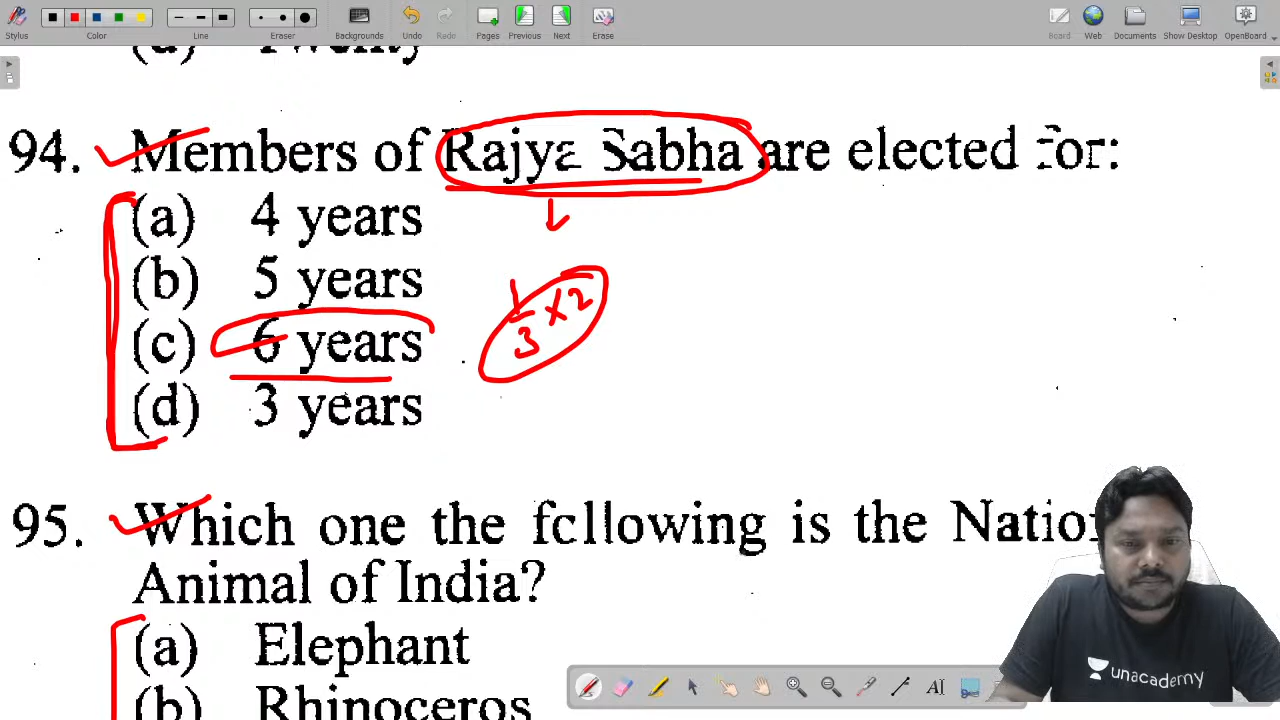 Stylus Color Line Eraser Backgrounds Undo Redo Pages Previous Next Erase Board Web Documents Show Desktop OpenBoard
(d) Twenty
94. Members of Rajya Sabha are elected for:
(a) 4 years
(b) 5 years
(c) 6 years
(d) 3 years
1/3 x 2
95. Which one the following is the Natio
Animal of India?
(a) Elephant
(b) Rhinoceros
unacademy